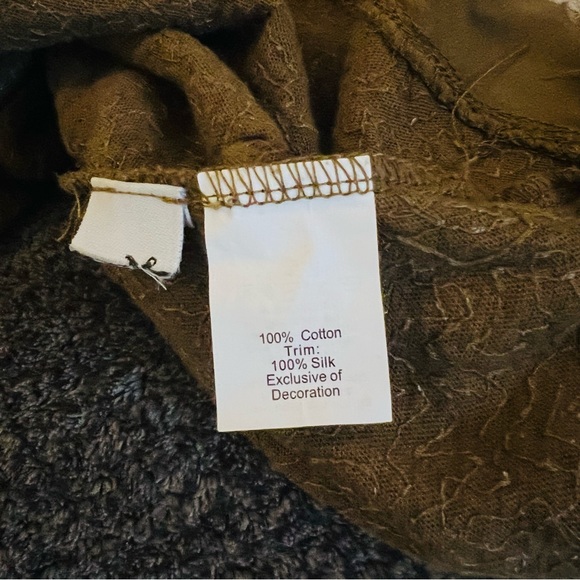 100% Cotton
Trim:
100% Silk
Exclusive of
Decoration